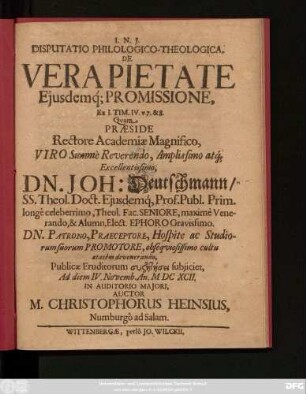 I. N. J.
DISPUTATIO PHILOLOGICO-THEOLOGICA,
DE
VERA PIETATE
Ejusdemq́; PROMISSIONE,
Ex I. TIM. IV. v. 7. & 8.
Qvam
PRÆSIDE
Rectore Academiæ Magnifico,
VIRO Summè Reverendo, Amplissimo atq́;
Excellentissimo,
DN. JOH: Deutschmann/
SS. Theol. Doct. Ejusdemq́, Prof. Publ. Prim.
longè celeberrimo, Theol. Fac. SENIORE, maximè Vene-
rando, & Alumn. Elect. EPHORO Gravissimo.
DN. PATRONO, PRÆCEPTORE, Hospite ac Studio-
rum suorum PROMOTORE, obseqviosissimo cultu
ætatem devenerando,
Publicæ Eruditorum συζητήσει subjiciet,
Ad diem IV. Novemb. An. M DC XCII.
IN AUDITORIO MAJORI,
AUCTOR
M. CHRISTOPHORUS HEINSIUS,
Numburgô ad Salam.
WITTENBERGÆ, prelô JO. WILCKII.